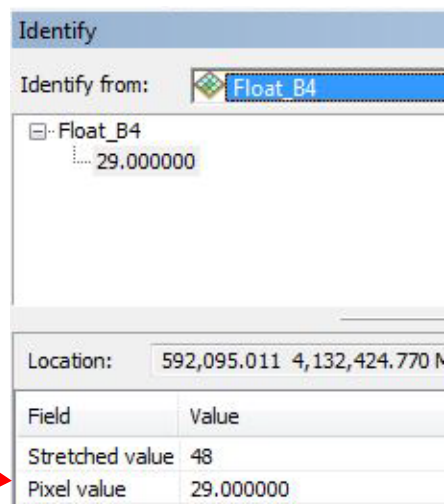 Identify
Identify from: Float_B4
Float_B4
29.000000
Location: 592,095.011 4,132,424.770 M
Field Value
Stretched value 48
Pixel value 29.000000